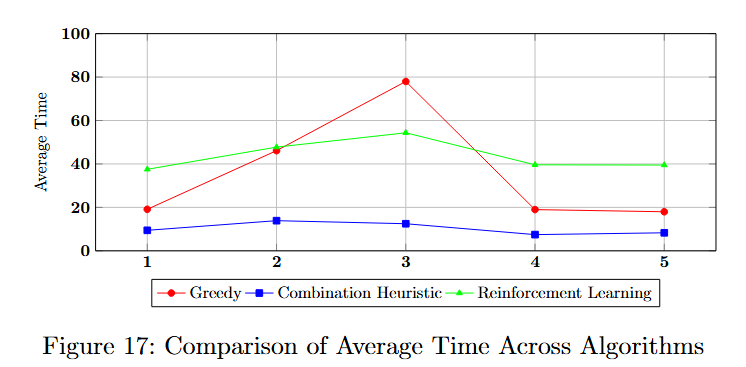 100
80
60
40
20
0
Average Time
1 2 3 4 5
Greedy Combination Heuristic Reinforcement Learning
Figure 17: Comparison of Average Time Across Algorithms